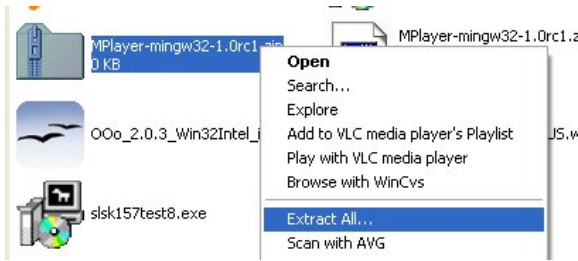 MPlayer-mingw32-1.0rc1.zip
0 KB
MPlayer-mingw32-1.0rc1.z
Open
Search...
Explore
OOo_2.0.3_Win32Intel_i
Add to VLC media player's Playlist
US.w
Play with VLC media player
Browse with WinCvs
slsk157test8.exe
Extract All...
Scan with AVG